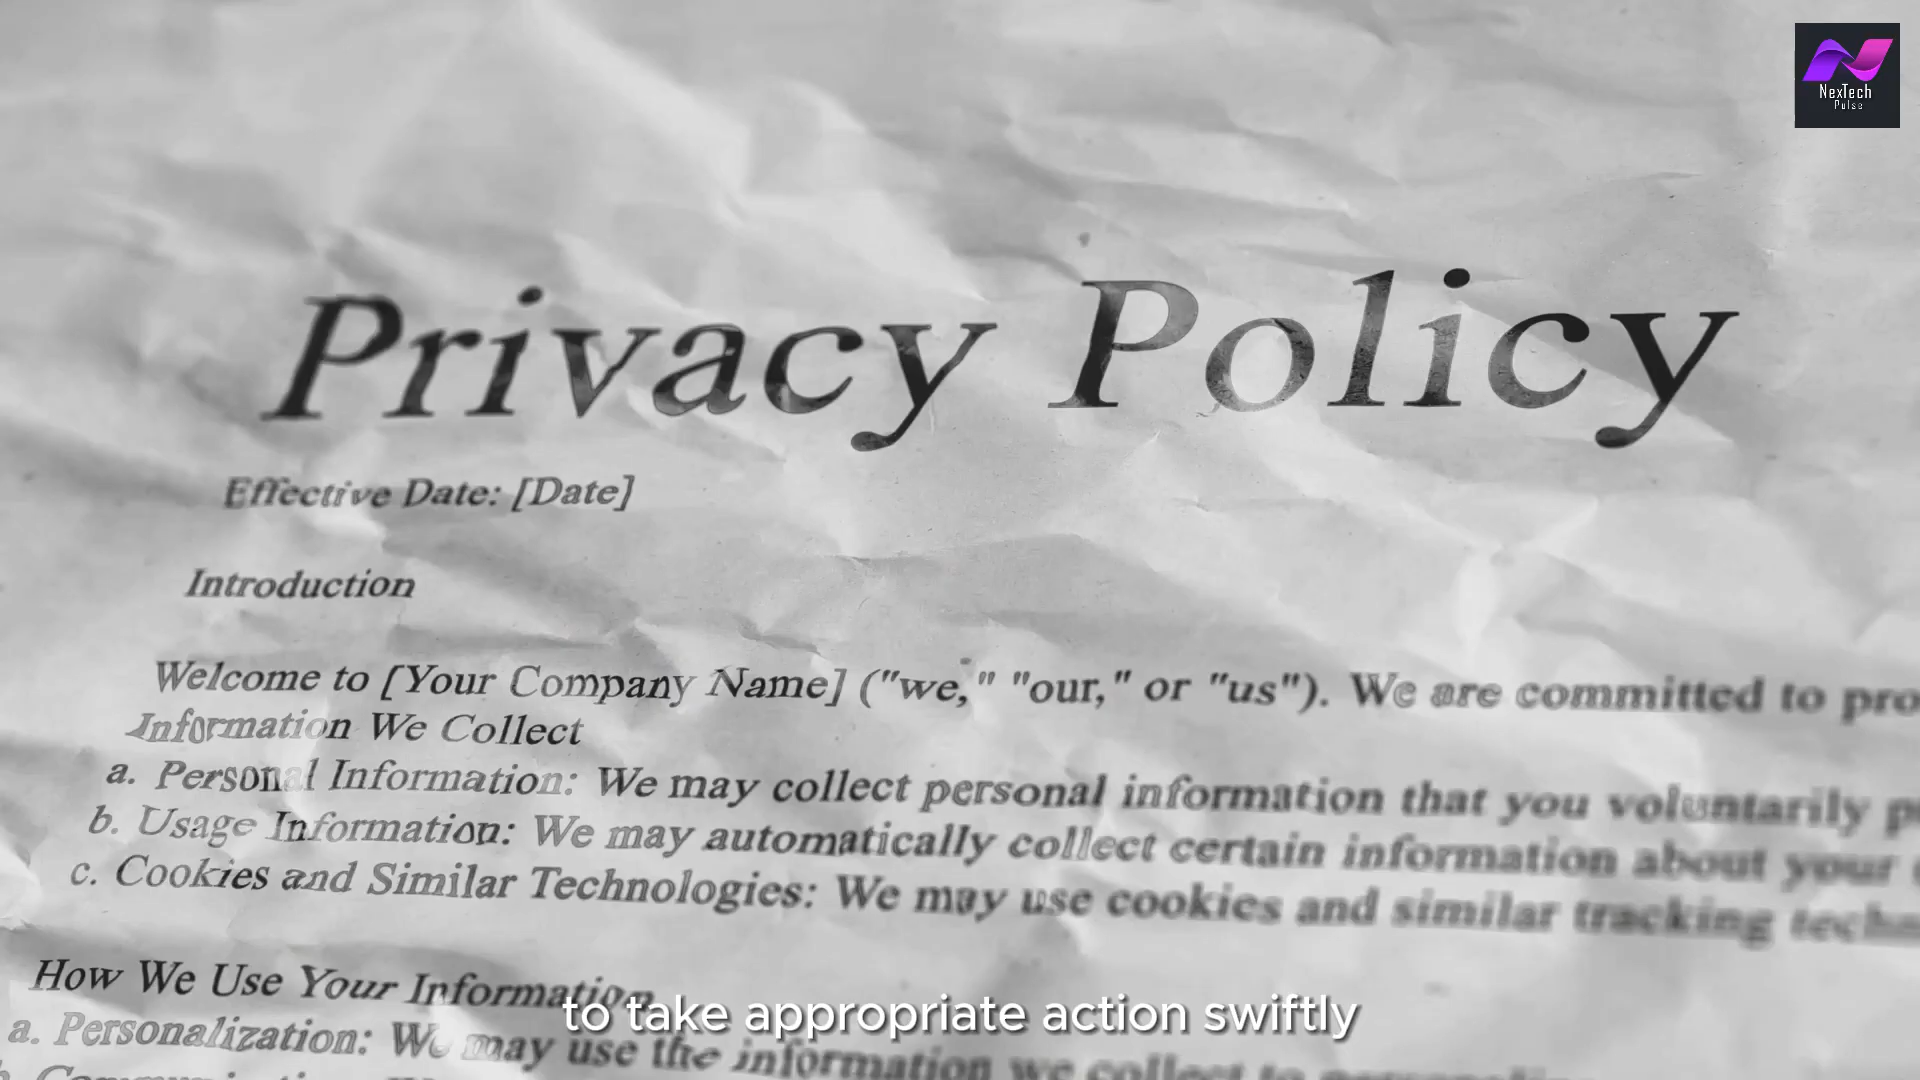 NexTech
Pulse
Privacy Policy
Effective Date: [Date]
Introduction
Welcome to [Your Company Name] ("we," "our," or "us"). We are committed to
Information We Collect
a. Personal Information: We may collect personal information that you voluntarily
b. Usage Information: We may automatically collect certain information about your
c. Cookies and Similar Technologies: We may use cookies and similar tracking
How We Use Your Information
to take appropriate action swiftly
a. Personalization: We may use the information we collect to